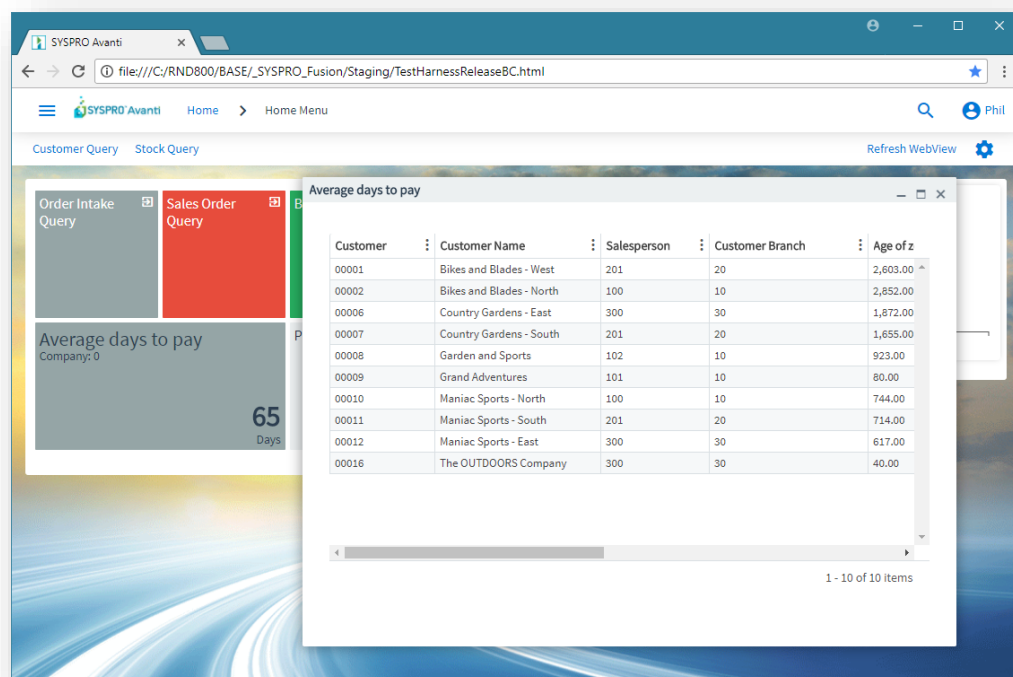 SYSPRO Avanti
file:///C:/RND800/BASE/_SYSPRO_Fusion/Staging/TestHarnessReleaseBC.html
SYSPRO Avanti Home > Home Menu Phil
Customer Query Stock Query Refresh WebView
Order Intake Query
Sales Order Query
B
Average days to pay
Company: 0
65
Days
P
Average days to pay
Customer Customer Name Salesperson Customer Branch Age of z
00001 Bikes and Blades - West 201 20 2,603.00
00002 Bikes and Blades - North 100 10 2,852.00
00006 Country Gardens - East 300 30 1,872.00
00007 Country Gardens - South 201 20 1,655.00
00008 Garden and Sports 102 10 923.00
00009 Grand Adventures 101 10 80.00
00010 Maniac Sports - North 100 10 744.00
00011 Maniac Sports - South 201 20 714.00
00012 Maniac Sports - East 300 30 617.00
00016 The OUTDOORS Company 300 30 40.00
1 - 10 of 10 items